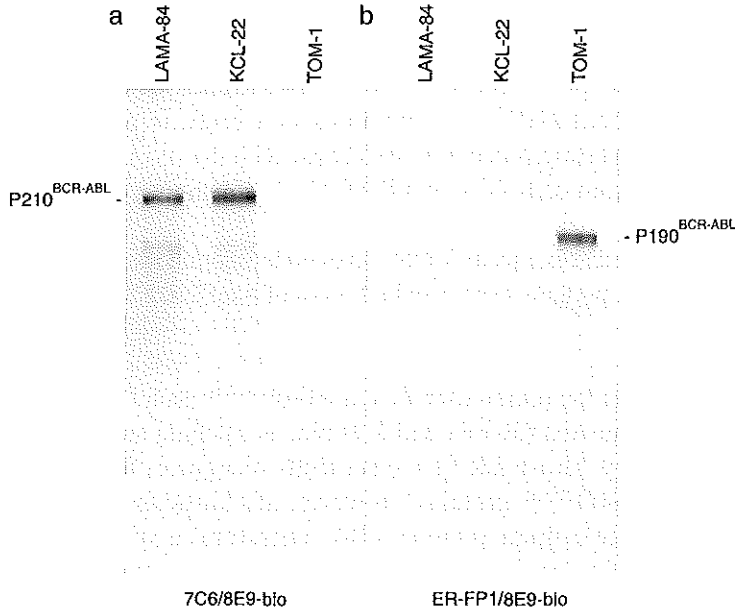 a
LAMA-84
KCL-22
TOM-1
b
LAMA-84
KCL-22
TOM-1
P210BCR-ABL -
- P190BCR-ABL
7C6/8E9-bio
ER-FP1/8E9-bio